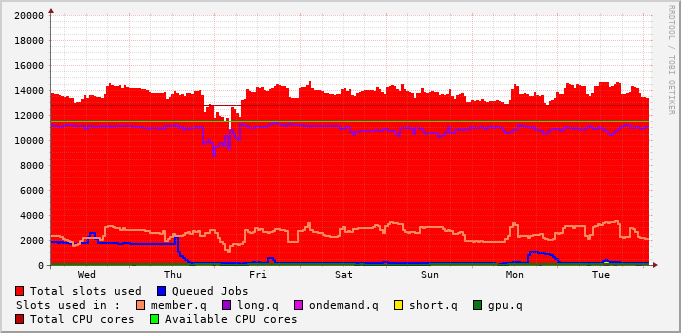 20000
18000
16000
14000
12000
10000
8000
6000
4000
2000
0
Wed Thu Fri Sat Sun Mon Tue
RRDTOOL / TOBI OETIKER
Total slots used Queued Jobs
Slots used in : member.q long.q ondemand.q short.q gpu.q
Total CPU cores Available CPU cores